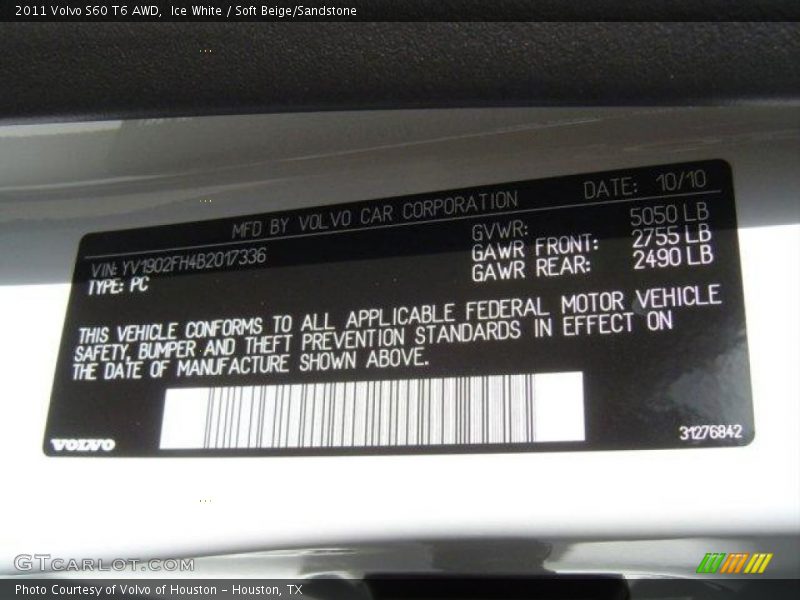 2011 Volvo S60 T6 AWD,  Ice White / Soft Beige/Sandstone
MFD BY VOLVO CAR CORPORATION DATE: 10/10
VIN: YV1902FH4B2017336
TYPE: PC
GVWR: 5050 LB
GAWR FRONT: 2755 LB
GAWR REAR: 2490 LB
THIS VEHICLE CONFORMS TO ALL APPLICABLE FEDERAL MOTOR VEHICLE
SAFETY, BUMPER AND THEFT PREVENTION STANDARDS IN EFFECT ON
THE DATE OF MANUFACTURE SHOWN ABOVE.
VOLVO
31276842
GTcarlot.com
Photo Courtesy of Volvo of Houston – Houston, TX